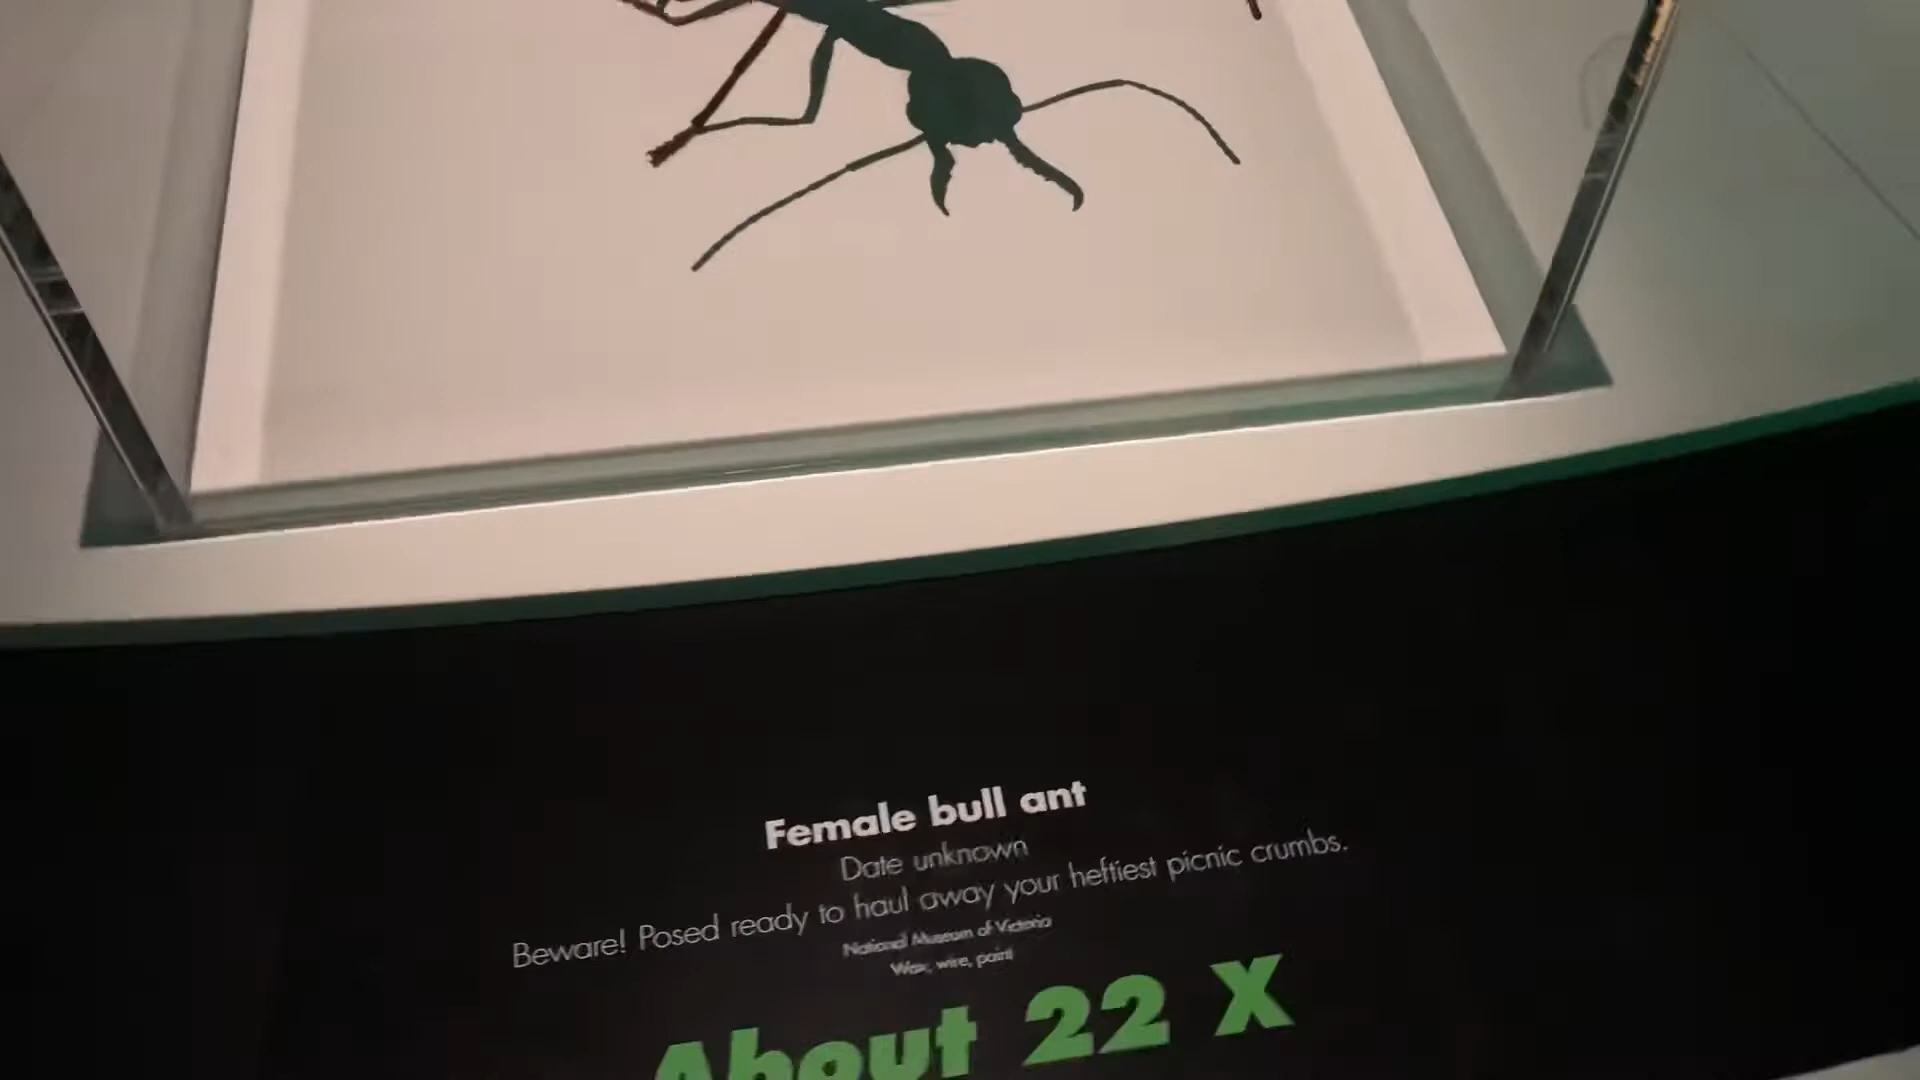 Female bull ant
Date unknown
Beware! Posed ready to haul away your heftiest picnic crumbs.
National Museum of Victoria
Wax, wire, paint
About 22 X